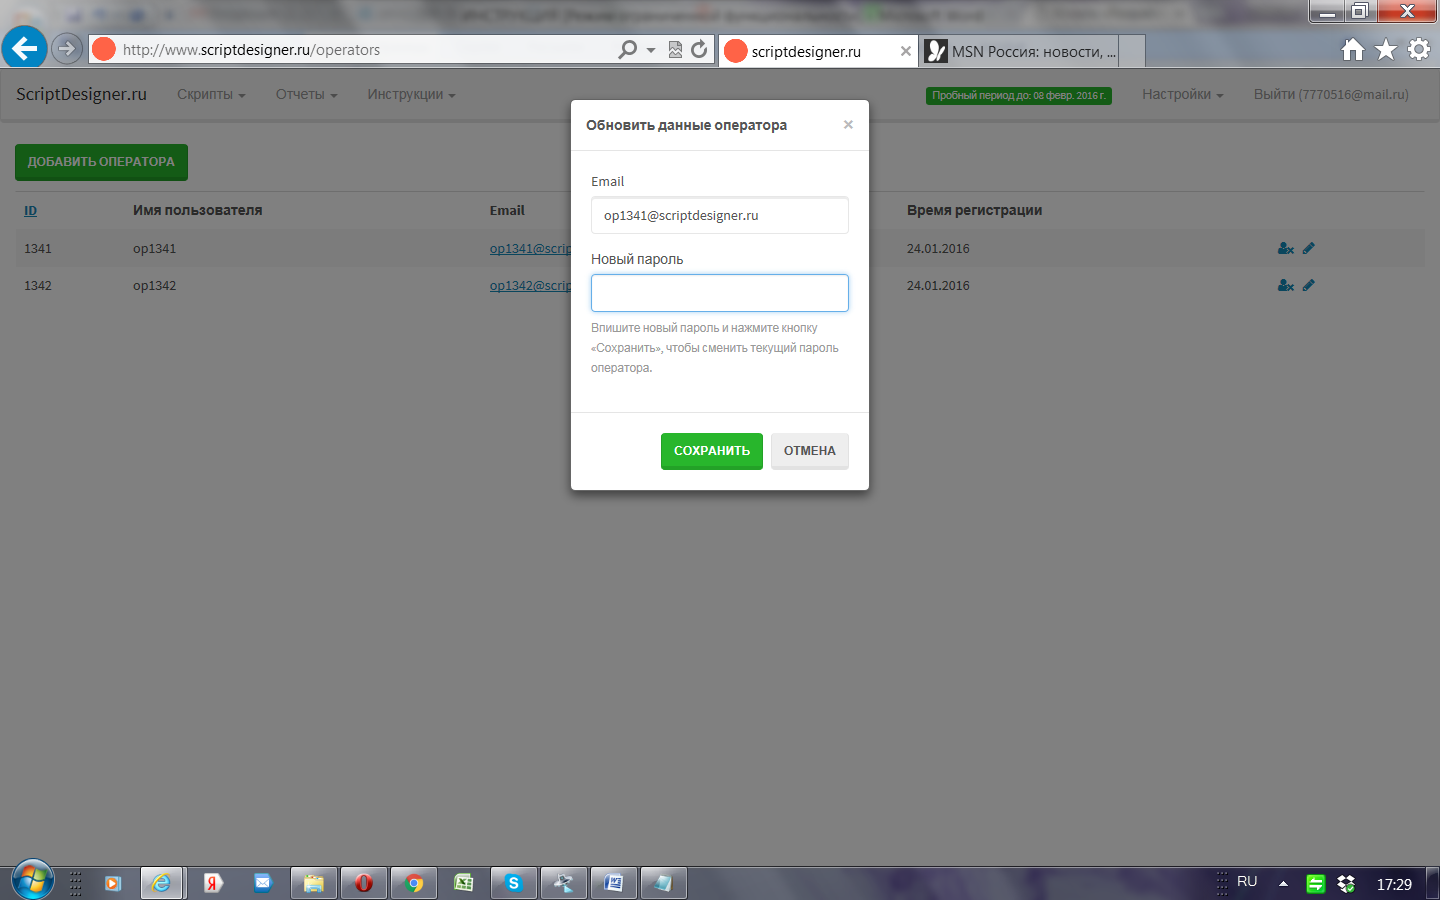 http://www.scriptdesigner.ru/operators
scriptdesigner.ru
MSN Россия: новости, ...
ScriptDesigner.ru
Скрипты
Отчеты
Инструкции
Пробный период до: 08 февр. 2016 г.
Настройки
Выйти (7770516@mail.ru)
ДОБАВИТЬ ОПЕРАТОРА
ID
Имя пользователя
Email
Время регистрации
1341
op1341
op1341@scrip
24.01.2016
1342
op1342
op1342@scrip
24.01.2016
Обновить данные оператора
×
Email
op1341@scriptdesigner.ru
Новый пароль
Впишите новый пароль и нажмите кнопку
«Сохранить», чтобы сменить текущий пароль
оператора.
СОХРАНИТЬ
ОТМЕНА
RU
17:29